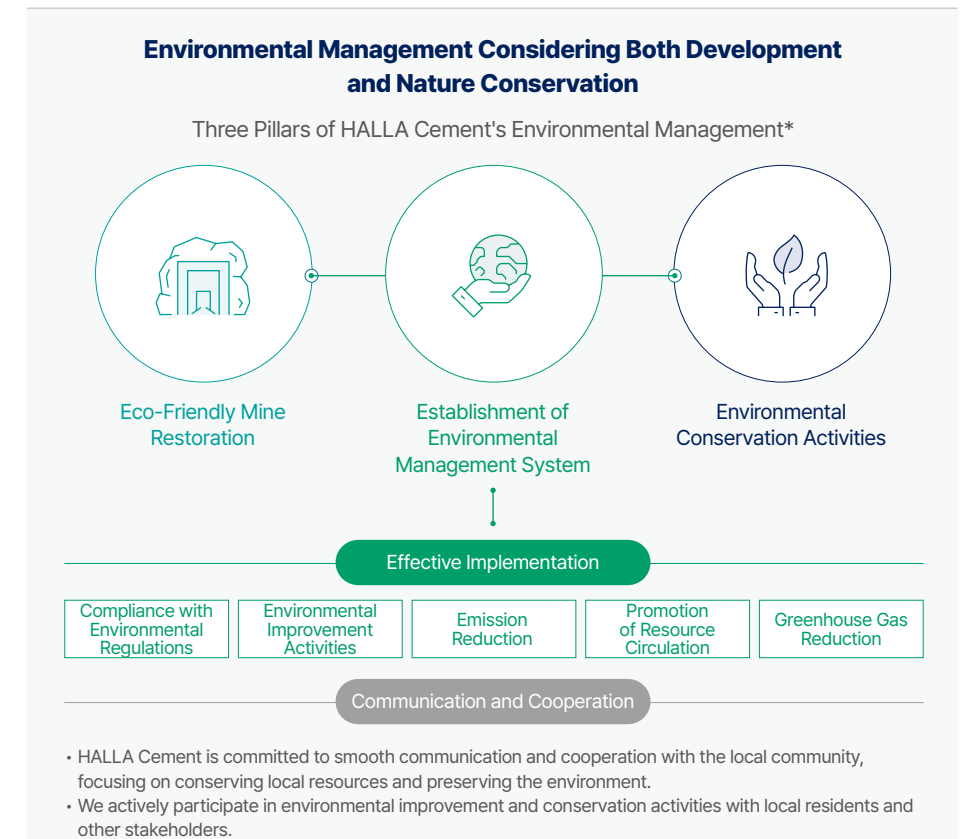 Environmental Management Considering Both Development
and Nature Conservation
Three Pillars of HALLA Cement's Environmental Management*
Eco-Friendly Mine
Restoration
Establishment of
Environmental
Management System
Environmental
Conservation Activities
Effective Implementation
Compliance with
Environmental
Regulations
Environmental
Improvement
Activities
Emission
Reduction
Promotion
of Resource
Circulation
Greenhouse Gas
Reduction
Communication and Cooperation
• HALLA Cement is committed to smooth communication and cooperation with the local community,
focusing on conserving local resources and preserving the environment.
• We actively participate in environmental improvement and conservation activities with local residents and
other stakeholders.